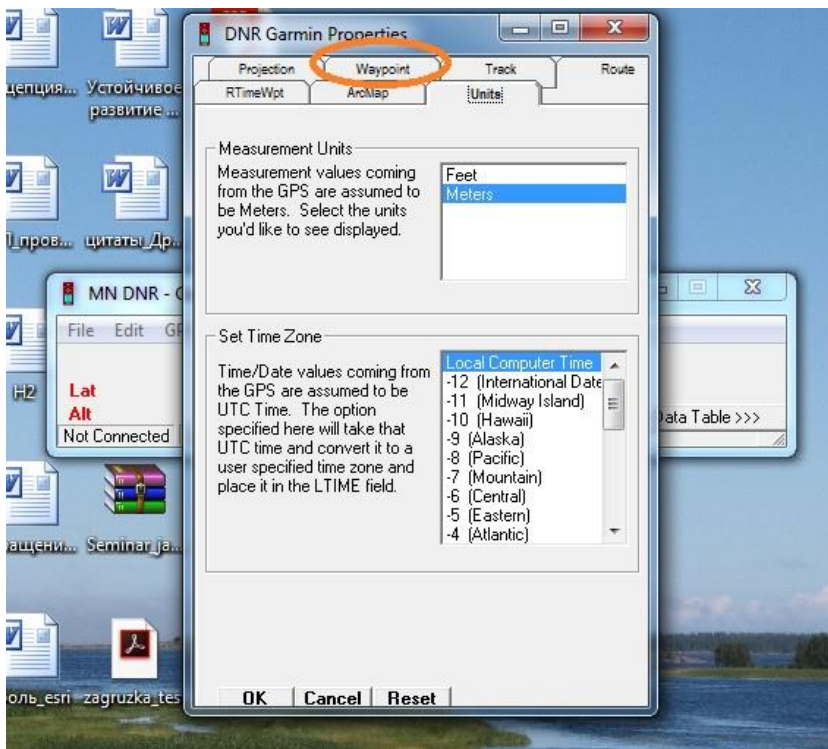 DNR Garmin Properties
Projection Waypoint Track Route
RTimeWpt ArcMap Units
Measurement Units
Measurement values coming
from the GPS are assumed to
be Meters. Select the units
you'd like to see displayed.
Feet
Meters
Set Time Zone
Time/Date values coming from
the GPS are assumed to be
UTC Time. The option
specified here will take that
UTC time and convert it to a
user specified time zone and
place it in the LTIME field.
Local Computer Time
-12 (International Date
-11 (Midway Island)
-10 (Hawaii)
-9 (Alaska)
-8 (Pacific)
-7 (Mountain)
-6 (Central)
-5 (Eastern)
-4 (Atlantic)
OK Cancel Reset
MN DNR -
File Edit
Lat
Alt
Not Connected
Data Table >>>
Устойчивое
развитие ...
цитаты_Др...
H2
Seminar_ja...
zagruzka_tes